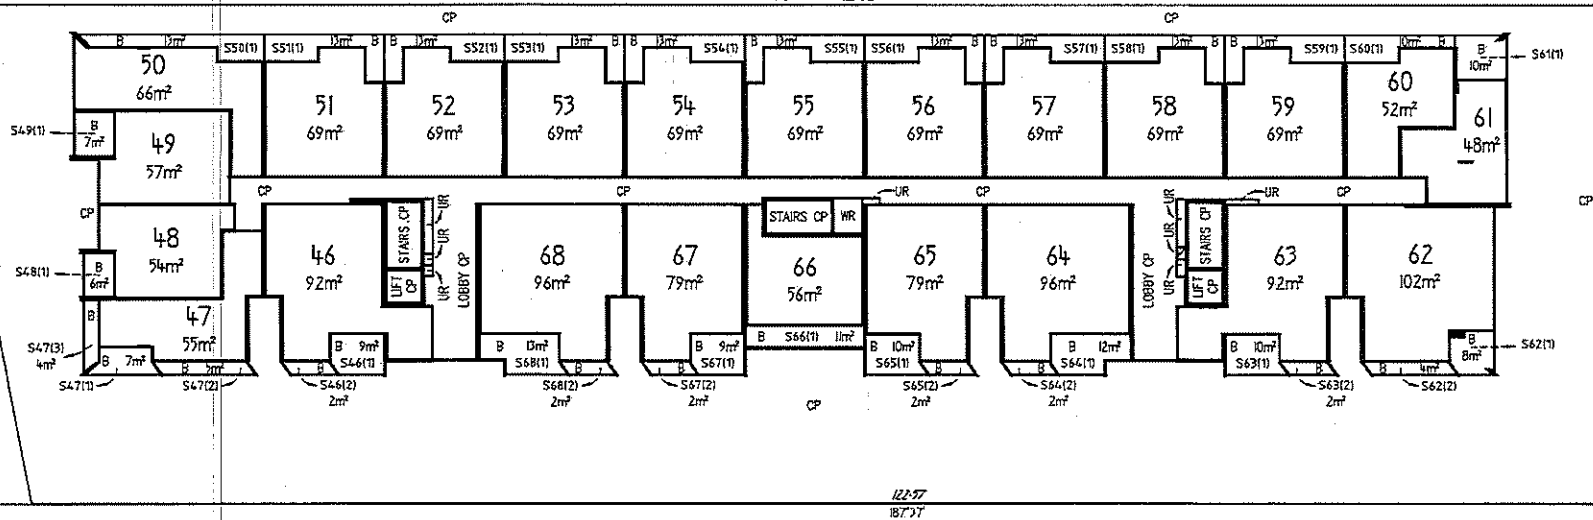 CP CP
B 13m² S50(1) S51(1) 13m² B B 13m² S52(1) S53(1) 13m² B B 13m² S54(1) B 13m² S55(1) S56(1) 13m² B B 13m² S57(1) S58(1) 13m² B B 13m² S59(1) S60(1) 10m² B B 10m² S61(1)
50 51 52 53 54 55 56 57 58 59 60 61
66m² 69m² 69m² 69m² 69m² 69m² 69m² 69m² 69m² 69m² 52m² 48m²
S49(1) B 7m² 49
57m²
CP CP CP UR CP UR CP CP
CP
STAIRS CP UR STAIRS CP WR UR STAIRS CP
48 46 68 67 66 65 64 63 62
54m² 92m² 96m² 79m² 56m² 79m² 96m² 92m² 102m²
S48(1) B 6m² LIFT CP UR UR LOBBY CP LOBBY CP UR UR LIFT CP
B 47
55m²
S47(3) 4m² B 7m² B 9m² S46(1) B 13m² S68(1) B 9m² S67(1) B S66(1) 11m² B 10m² S65(1) B 12m² S64(1) B 10m² S63(1) B 8m² S62(1)
B B B B B B B B 4m²
S47(1) S47(2) S46(2) S68(2) S67(2) S65(2) S64(2) S63(2) S62(2)
2m² 2m² 2m² 2m² 2m² 2m²
CP
122·57
187·37